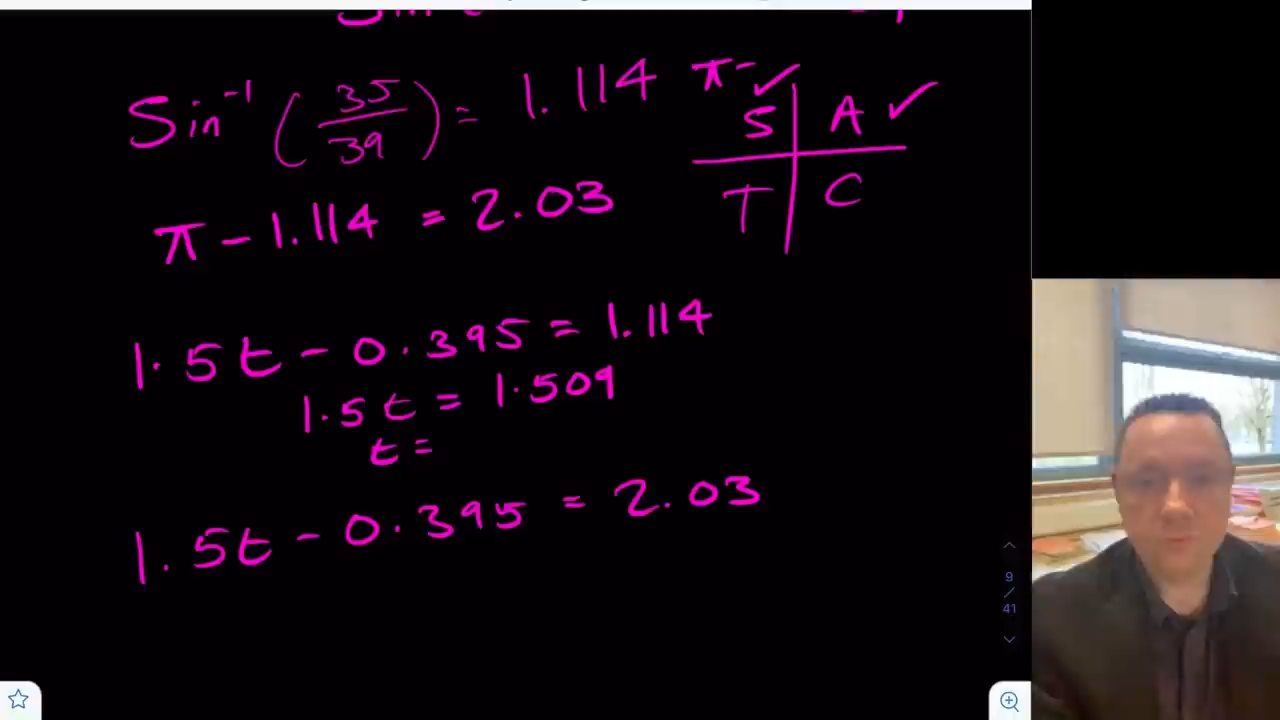 Sin⁻¹ (35/39) = 1.114
π -
S A
T C
π - 1.114 = 2.03
1.5t - 0.395 = 1.114
1.5t = 1.509
t =
1.5t - 0.395 = 2.03
9
/
41